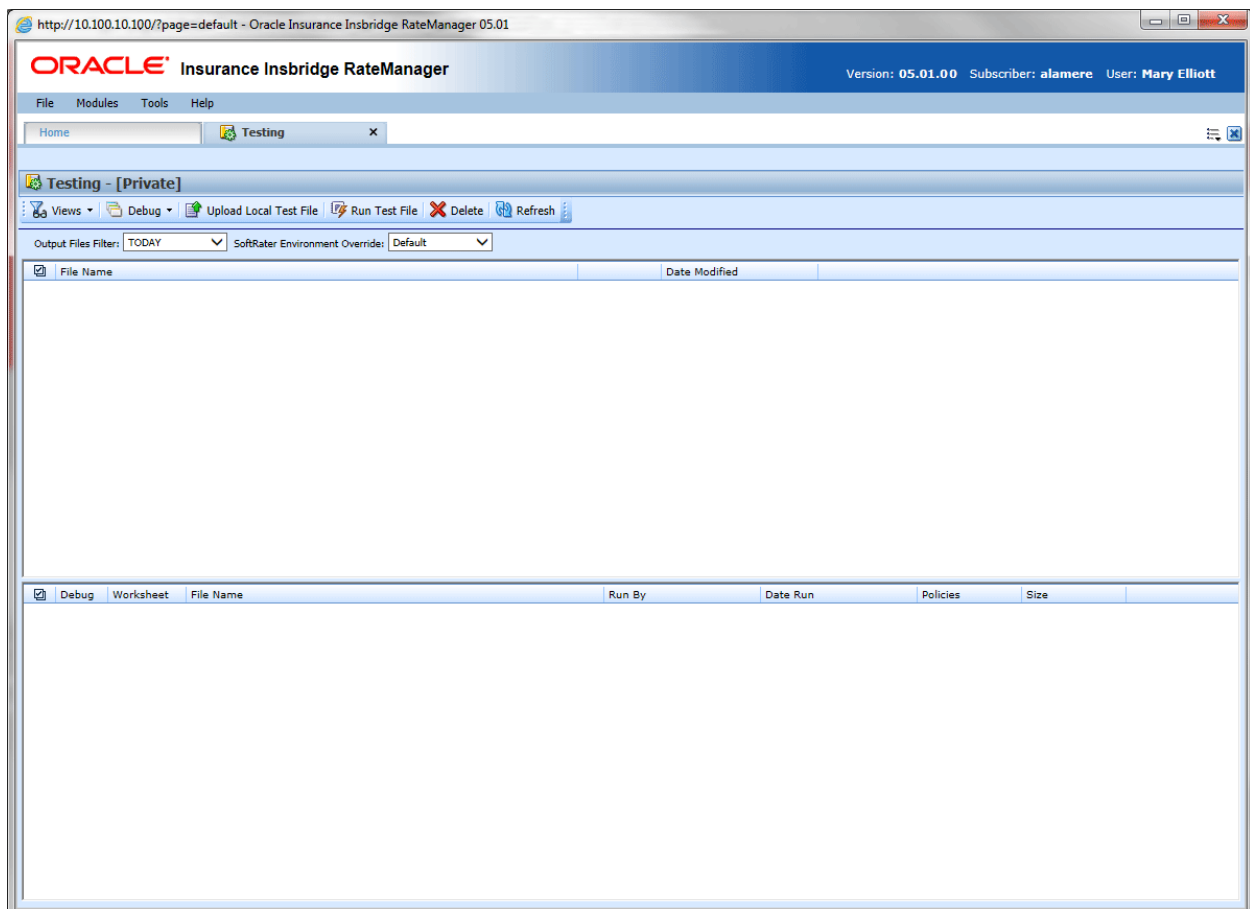 http://10.100.10.100/?page=default - Oracle Insurance Insbridge RateManager 05.01
ORACLE® Insurance Insbridge RateManager
Version: 05.01.00 Subscriber: alamere User: Mary Elliott
File Modules Tools Help
Home Testing
Testing - [Private]
Views Debug Upload Local Test File Run Test File Delete Refresh
Output Files Filter: TODAY SoftRater Environment Override: Default
File Name Date Modified
Debug Worksheet File Name Run By Date Run Policies Size